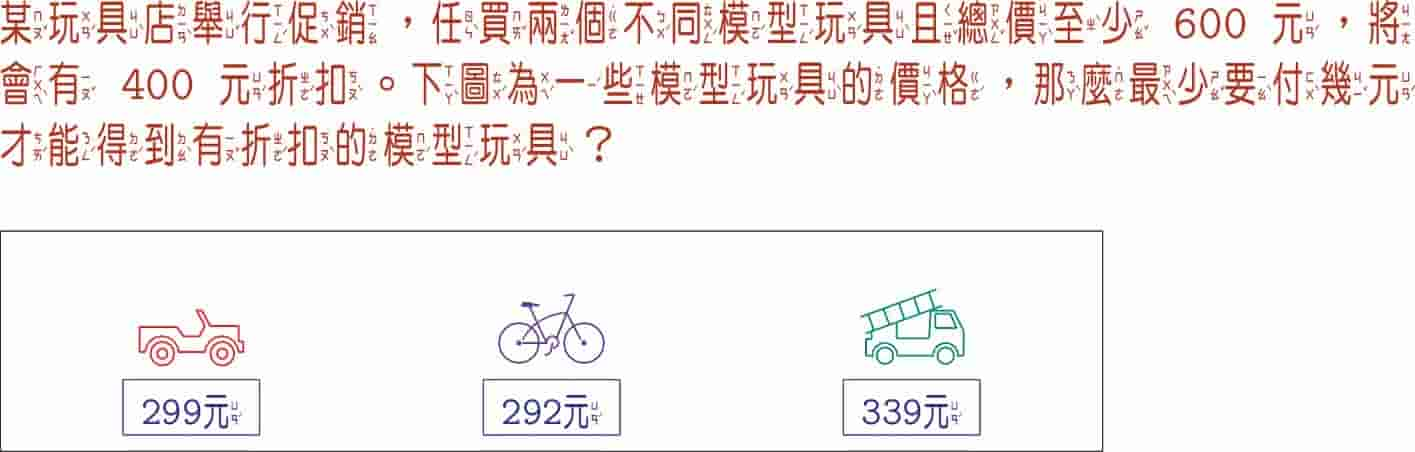 某玩具店舉行促銷，任買兩個不同模型玩具且總價至少 600 元，將
會有 400 元折扣。下圖為一些模型玩具的價格，那麼最少要付幾元
才能得到有折扣的模型玩具？
299元 292元 339元